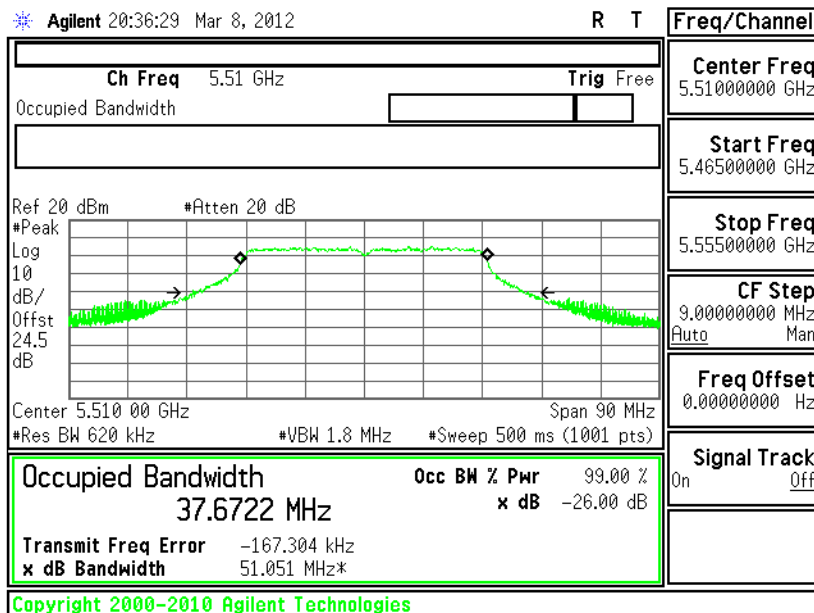 Agilent 20:36:29 Mar 8, 2012 R T
Ch Freq 5.51 GHz Trig Free
Occupied Bandwidth
Ref 20 dBm #Atten 20 dB
#Peak
Log
10
dB/
Offst
24.5
dB
Center 5.510 00 GHz Span 90 MHz
#Res BW 620 kHz #VBW 1.8 MHz #Sweep 500 ms (1001 pts)
Occupied Bandwidth Occ BW % Pwr 99.00 %
37.6722 MHz x dB -26.00 dB
Transmit Freq Error -167.304 kHz
x dB Bandwidth 51.051 MHz*
Copyright 2000-2010 Agilent Technologies
Freq/Channel
Center Freq
5.51000000 GHz
Start Freq
5.46500000 GHz
Stop Freq
5.55500000 GHz
CF Step
9.00000000 MHz
Auto Man
Freq Offset
0.00000000 Hz
Signal Track
On Off